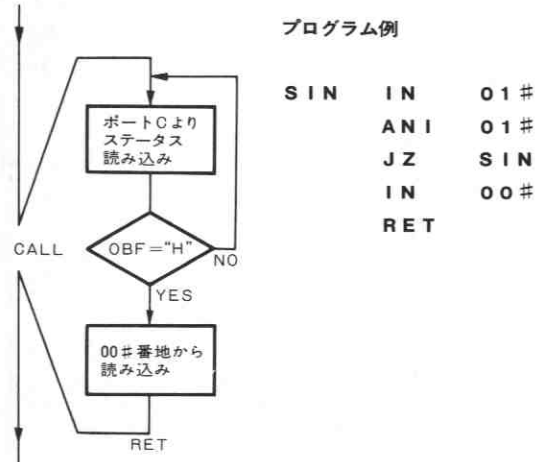 プログラム例
SIN IN 01#
ANI 01#
JZ SIN
IN 00#
RET
ポートCより
ステータス
読み込み
CALL
OBF="H"
NO
YES
00#番地から
読み込み
RET